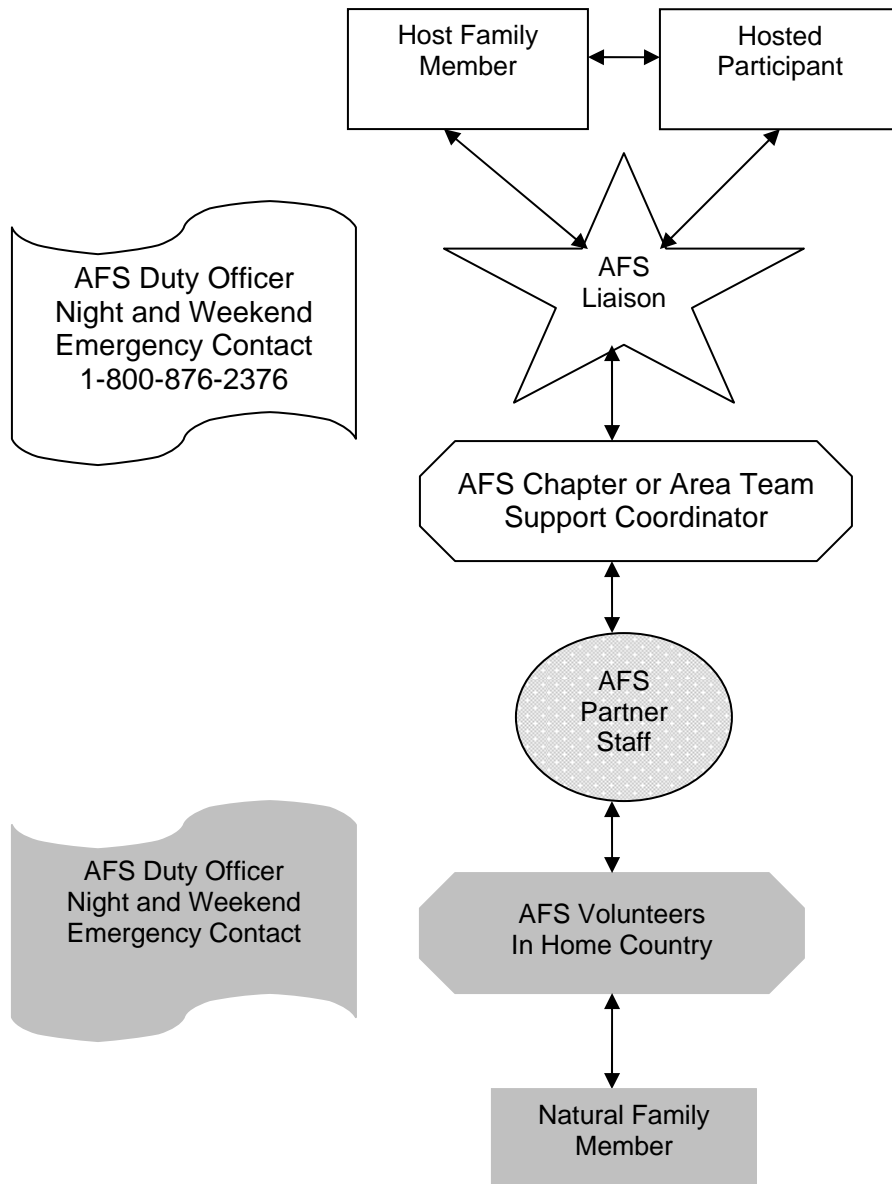 Host Family
Member
Hosted
Participant
AFS
Liaison
AFS Duty Officer
Night and Weekend
Emergency Contact
1-800-876-2376
AFS Chapter or Area Team
Support Coordinator
AFS
Partner
Staff
AFS Duty Officer
Night and Weekend
Emergency Contact
AFS Volunteers
In Home Country
Natural Family
Member